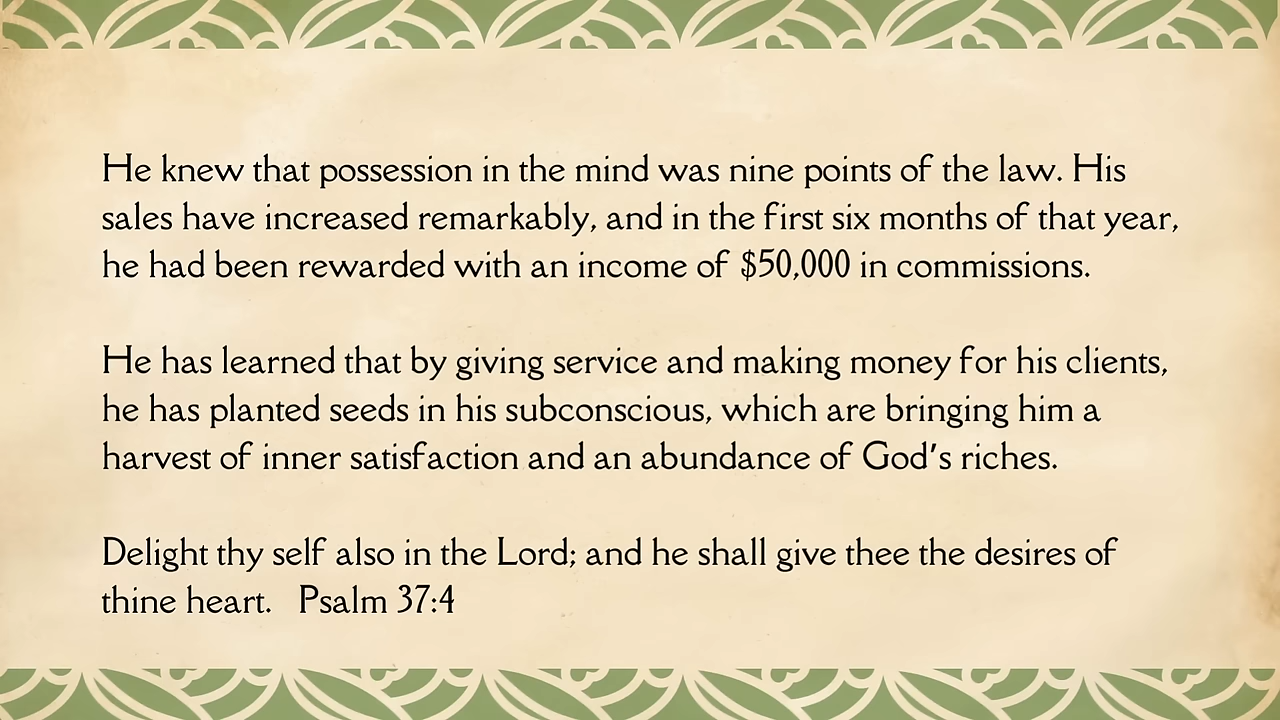 He knew that possession in the mind was nine points of the law. His
sales have increased remarkably, and in the first six months of that year,
he had been rewarded with an income of $50,000 in commissions.
He has learned that by giving service and making money for his clients,
he has planted seeds in his subconscious, which are bringing him a
harvest of inner satisfaction and an abundance of God's riches.
Delight thy self also in the Lord; and he shall give thee the desires of
thine heart. Psalm 37:4